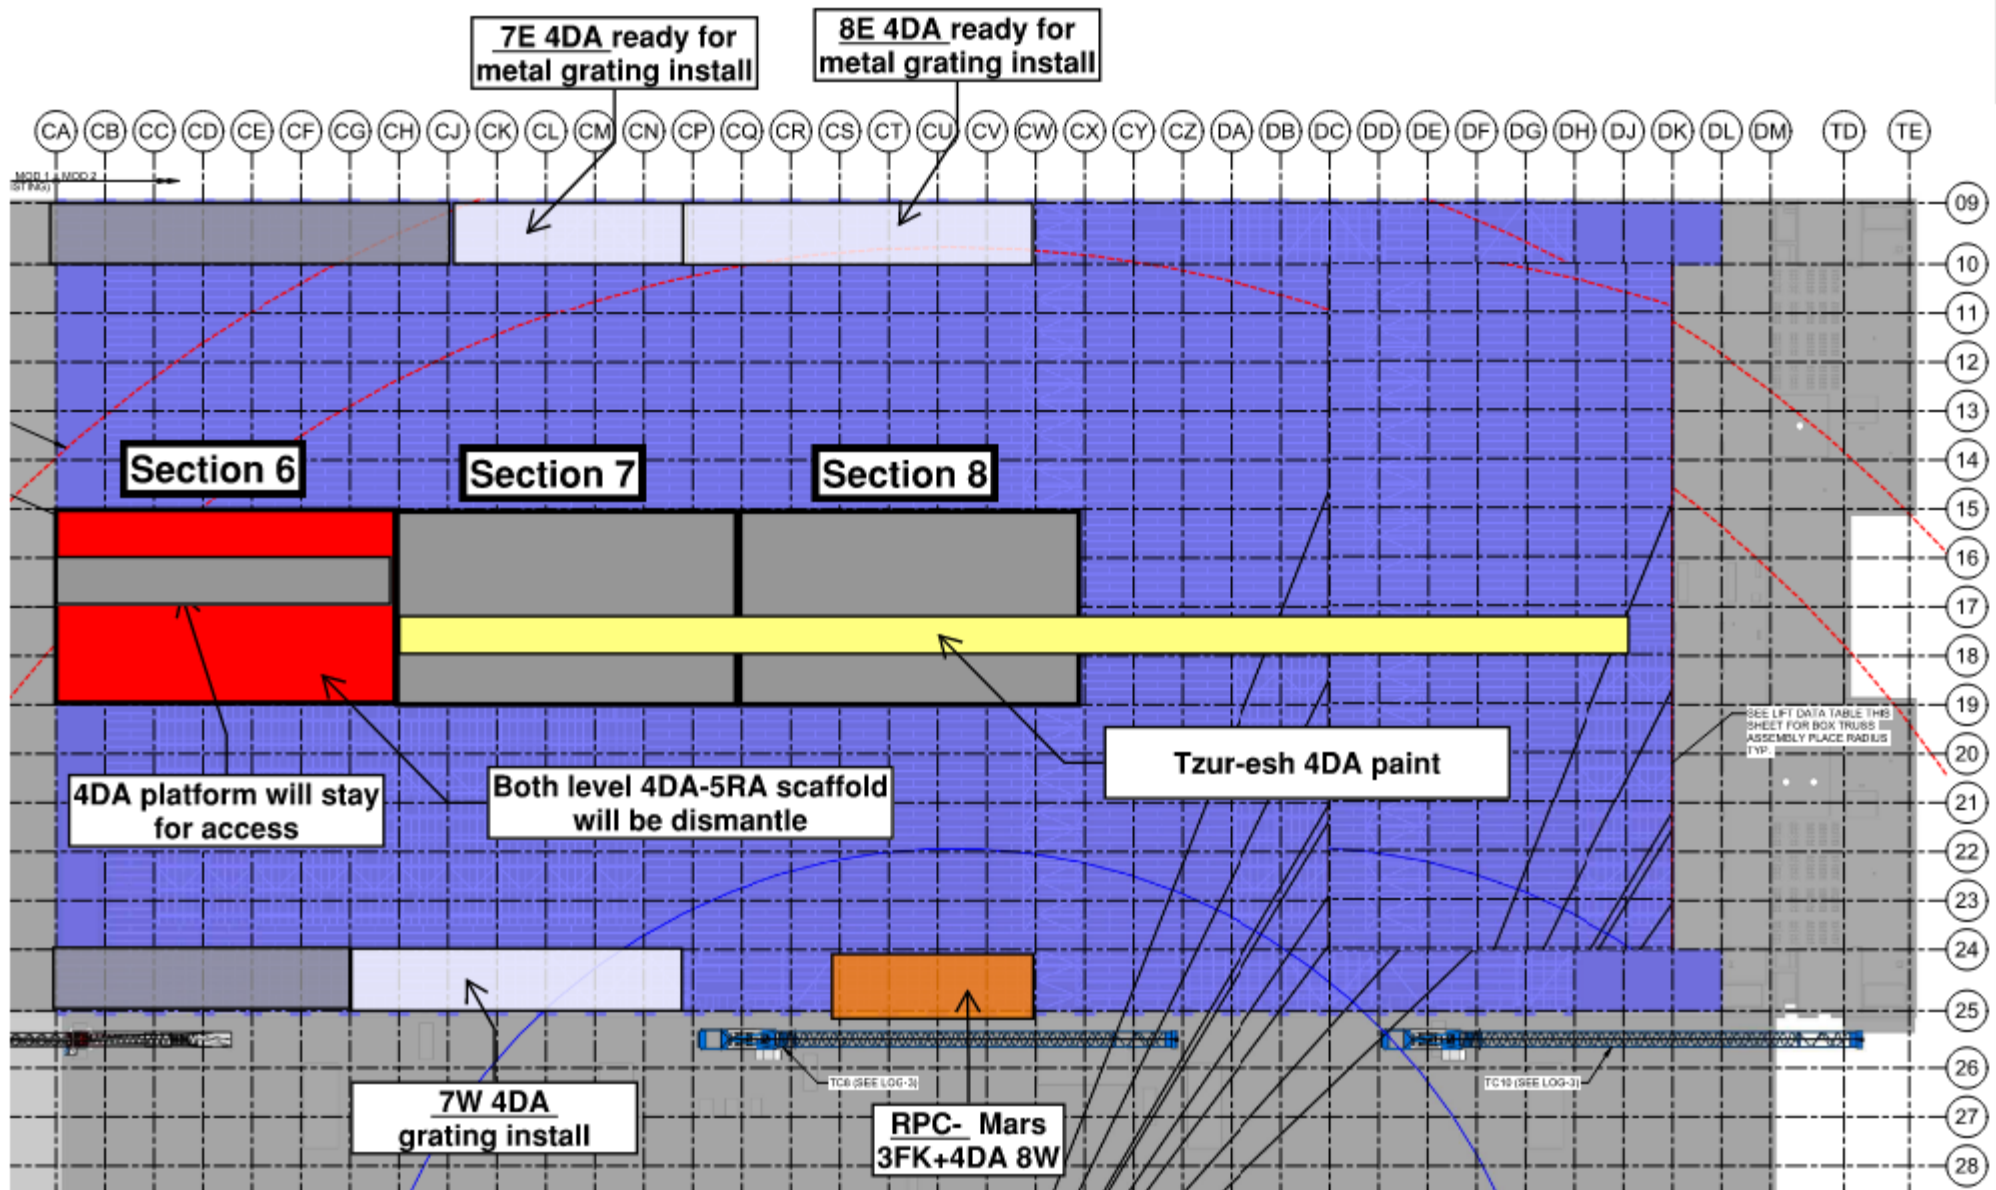 7E 4DA ready for
metal grating install
8E 4DA ready for
metal grating install
CA CB CC CD CE CF CG CH CJ CK CL CM CN CP CQ CR CS CT CU CV CW CX CY CZ DA DB DC DD DE DF DG DH DJ DK DL DM TD TE
MOD 1 MOD 2
ISTING)
09
10
11
12
13
Section 6
Section 7
Section 8
14
15
16
17
18
19
SEE LIFT DATA TABLE THIS
SHEET FOR BOX TRUSS
ASSEMBLY PLACE RADIUS
TYP.
20
Tzur-esh 4DA paint
4DA platform will stay
for access
Both level 4DA-5RA scaffold
will be dismantle
21
22
23
24
25
26
TC8 (SEE LOG-3)
TC10 (SEE LOG-3)
7W 4DA
grating install
RPC- Mars
3FK+4DA 8W
27
28